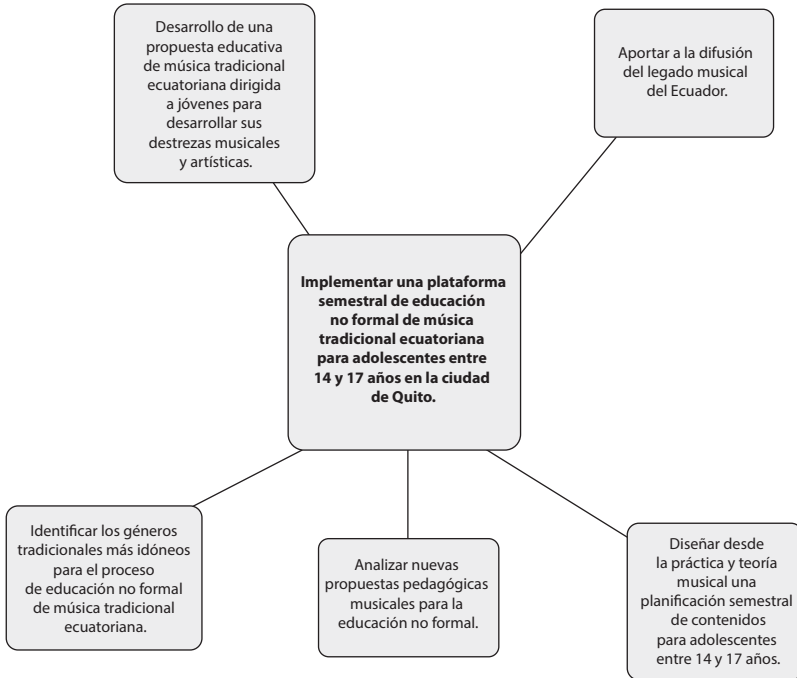 Desarrollo de una
propuesta educativa
de música tradicional
ecuatoriana dirigida
a jóvenes para
desarrollar sus
destrezas musicales
y artísticas.
Aportar a la difusión
del legado musical
del Ecuador.
Implementar una plataforma
semestral de educación
no formal de música
tradicional ecuatoriana
para adolescentes entre
14 y 17 años en la ciudad
de Quito.
Identificar los géneros
tradicionales más idóneos
para el proceso
de educación no formal
de música tradicional
ecuatoriana.
Analizar nuevas
propuestas pedagógicas
musicales para la
educación no formal.
Diseñar desde
la práctica y teoría
musical una
planificación semestral
de contenidos
para adolescentes
entre 14 y 17 años.